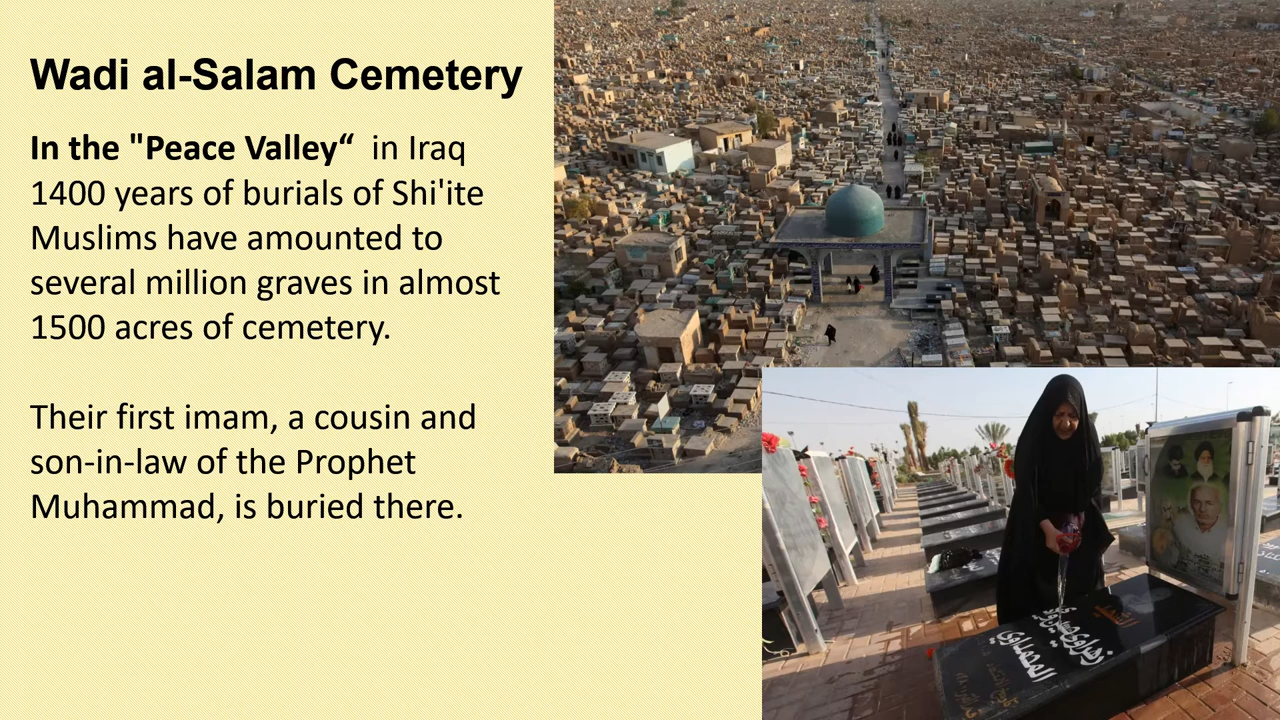 Wadi al-Salam Cemetery
In the "Peace Valley“ in Iraq
1400 years of burials of Shi'ite
Muslims have amounted to
several million graves in almost
1500 acres of cemetery.
Their first imam, a cousin and
son-in-law of the Prophet
Muhammad, is buried there.
المحمداوي